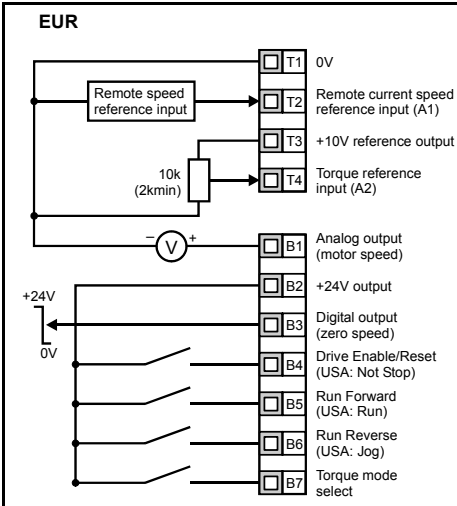 EUR
T1 0V
Remote speed
reference input
T2 Remote current speed
reference input (A1)
T3 +10V reference output
10k
(2kmin)
T4 Torque reference
input (A2)
− V +
B1 Analog output
(motor speed)
B2 +24V output
+24V
0V
B3 Digital output
(zero speed)
B4 Drive Enable/Reset
(USA: Not Stop)
B5 Run Forward
(USA: Run)
B6 Run Reverse
(USA: Jog)
B7 Torque mode
select